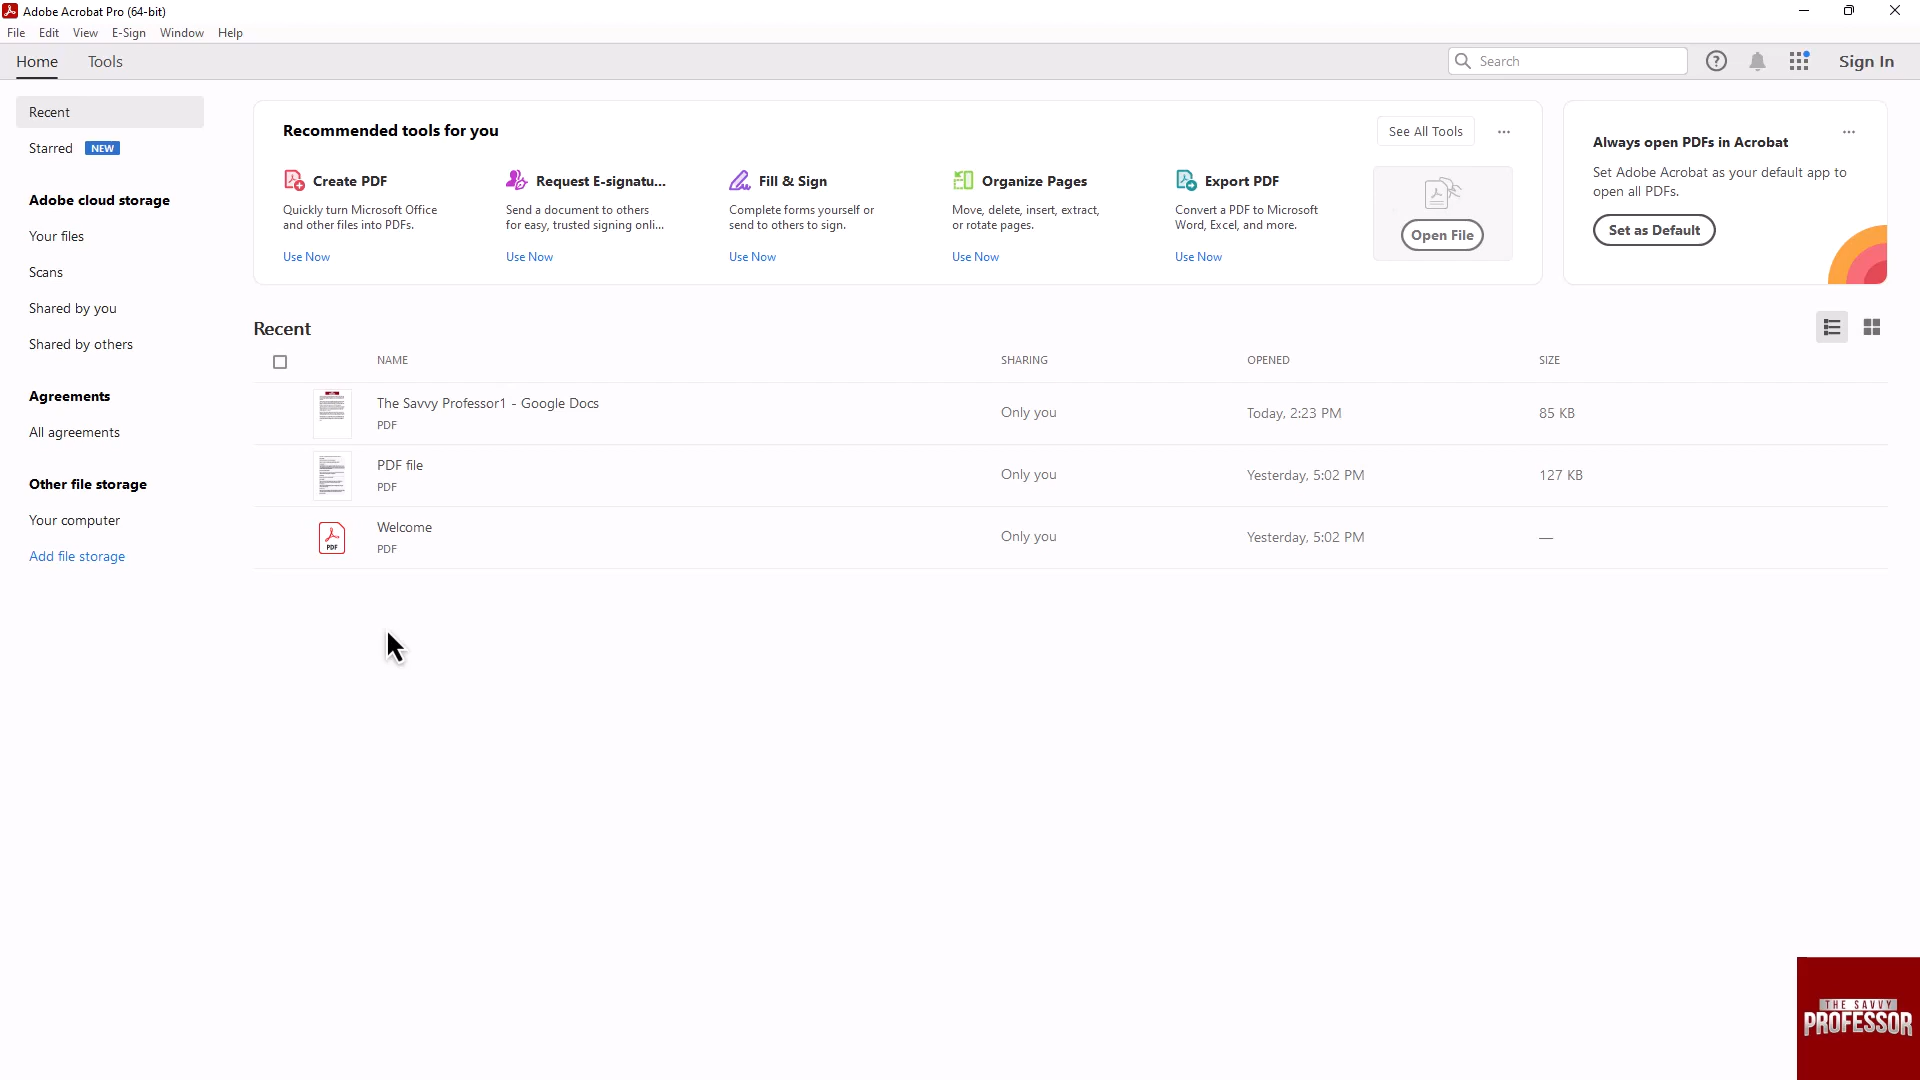 Adobe Acrobat Pro (64-bit)
File Edit View E-Sign Window Help
Home Tools Search Sign In
Recent
Starred NEW
Adobe cloud storage
Your files
Scans
Shared by you
Shared by others
Agreements
All agreements
Other file storage
Your computer
Add file storage
Recommended tools for you
See All Tools
Create PDF
Quickly turn Microsoft Office
and other files into PDFs.
Use Now
Request E-signatu...
Send a document to others
for easy, trusted signing onli...
Use Now
Fill & Sign
Complete forms yourself or
send to others to sign.
Use Now
Organize Pages
Move, delete, insert, extract,
or rotate pages.
Use Now
Export PDF
Convert a PDF to Microsoft
Word, Excel, and more.
Use Now
Open File
Always open PDFs in Acrobat
Set Adobe Acrobat as your default app to
open all PDFs.
Set as Default
Recent
NAME SHARING OPENED SIZE
The Savvy Professor1 - Google Docs
PDF
Only you Today, 2:23 PM 85 KB
PDF file
PDF
Only you Yesterday, 5:02 PM 127 KB
PDF
Welcome
PDF
Only you Yesterday, 5:02 PM —
THE SAVVY
PROFESSOR